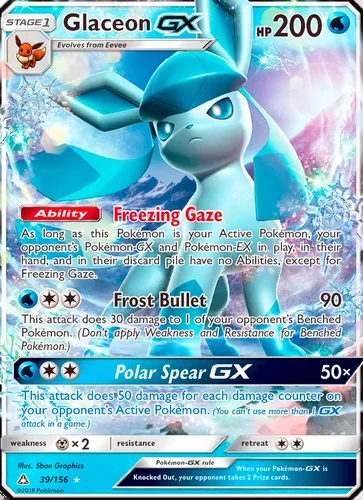 STAGE 1 Glaceon GX HP 200
Evolves from Eevee
Ability Freezing Gaze
As long as this Pokémon is your Active Pokémon, your
opponent's Pokémon-GX and Pokémon-EX in play, in their
hand, and in their discard pile have no Abilities, except for
Freezing Gaze.
Frost Bullet 90
This attack does 30 damage to 1 of your opponent's Benched
Pokémon. (Don't apply Weakness and Resistance for Benched
Pokémon.)
Polar Spear GX 50×
This attack does 50 damage for each damage counter on
your opponent's Active Pokémon. (You can't use more than 1 GX
attack in a game.)
weakness ×2 resistance retreat
Illus. 5ban Graphics
39/156
©2018 Pokémon
Pokémon-GX rule
When your Pokémon-GX is
Knocked Out, your opponent takes 2 Prize cards.